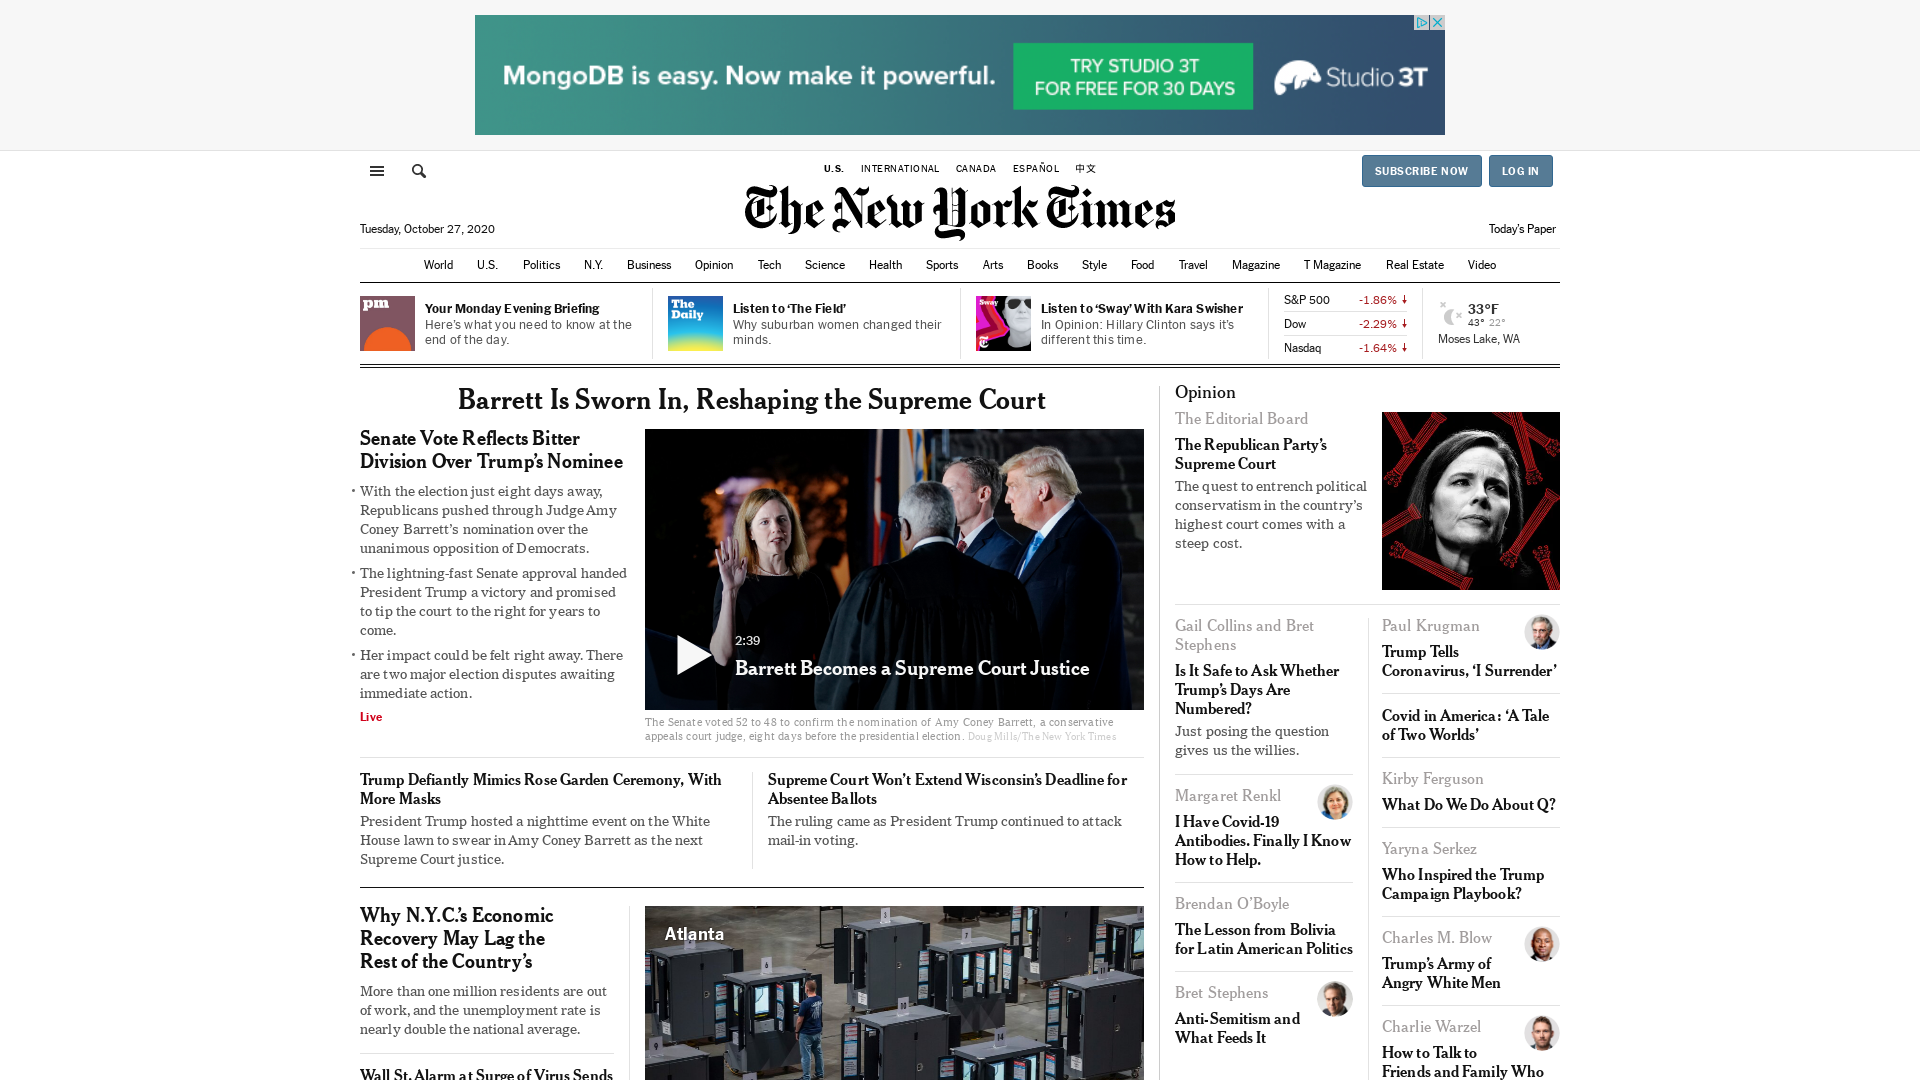 MongoDB is easy. Now make it powerful.
TRY STUDIO 3T
FOR FREE FOR 30 DAYS
Studio 3T
U.S. INTERNATIONAL CANADA ESPAÑOL 中文
SUBSCRIBE NOW
LOG IN
The New York Times
Tuesday, October 27, 2020
Today's Paper
World U.S. Politics N.Y. Business Opinion Tech Science Health Sports Arts Books Style Food Travel Magazine T Magazine Real Estate Video
pm
Your Monday Evening Briefing
Here's what you need to know at the
end of the day.
The
Daily
Listen to ‘The Field’
Why suburban women changed their
minds.
Sway
Listen to ‘Sway’ With Kara Swisher
In Opinion: Hillary Clinton says it's
different this time.
S&P 500 -1.86%
Dow -2.29%
Nasdaq -1.64%
33°F
43° 22°
Moses Lake, WA
Barrett Is Sworn In, Reshaping the Supreme Court
Senate Vote Reflects Bitter
Division Over Trump’s Nominee
• With the election just eight days away,
Republicans pushed through Judge Amy
Coney Barrett’s nomination over the
unanimous opposition of Democrats.
• The lightning-fast Senate approval handed
President Trump a victory and promised
to tip the court to the right for years to
come.
• Her impact could be felt right away. There
are two major election disputes awaiting
immediate action.
Live
2:39
Barrett Becomes a Supreme Court Justice
The Senate voted 52 to 48 to confirm the nomination of Amy Coney Barrett, a conservative
appeals court judge, eight days before the presidential election. Doug Mills/The New York Times
Trump Defiantly Mimics Rose Garden Ceremony, With
More Masks
President Trump hosted a nighttime event on the White
House lawn to swear in Amy Coney Barrett as the next
Supreme Court justice.
Supreme Court Won’t Extend Wisconsin’s Deadline for
Absentee Ballots
The ruling came as President Trump continued to attack
mail-in voting.
Why N.Y.C.’s Economic
Recovery May Lag the
Rest of the Country’s
More than one million residents are out
of work, and the unemployment rate is
nearly double the national average.
Wall St. Alarm at Surge of Virus Sends
Atlanta
3
7
6
10
9
14
Opinion
The Editorial Board
The Republican Party’s
Supreme Court
The quest to entrench political
conservatism in the country’s
highest court comes with a
steep cost.
Gail Collins and Bret
Stephens
Is It Safe to Ask Whether
Trump’s Days Are
Numbered?
Just posing the question
gives us the willies.
Margaret Renkl
I Have Covid-19
Antibodies. Finally I Know
How to Help.
Brendan O’Boyle
The Lesson from Bolivia
for Latin American Politics
Bret Stephens
Anti-Semitism and
What Feeds It
Paul Krugman
Trump Tells
Coronavirus, ‘I Surrender’
Covid in America: ‘A Tale
of Two Worlds’
Kirby Ferguson
What Do We Do About Q?
Yaryna Serkez
Who Inspired the Trump
Campaign Playbook?
Charles M. Blow
Trump’s Army of
Angry White Men
Charlie Warzel
How to Talk to
Friends and Family Who